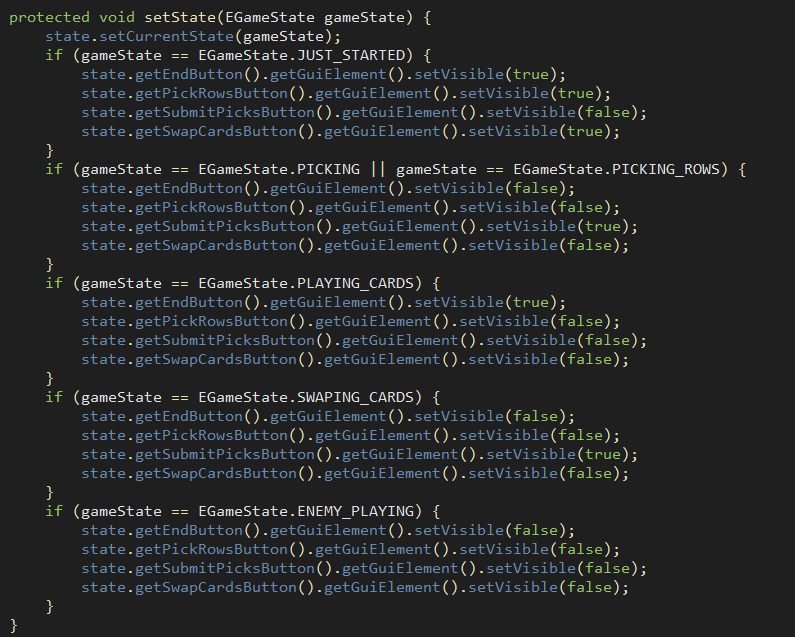 protected void setState(EGameState gameState) {
    state.setCurrentState(gameState);
    if (gameState == EGameState.JUST_STARTED) {
        state.getEndButton().getGuiElement().setVisible(true);
        state.getPickRowsButton().getGuiElement().setVisible(true);
        state.getSubmitPicksButton().getGuiElement().setVisible(false);
        state.getSwapCardsButton().getGuiElement().setVisible(true);
    }
    if (gameState == EGameState.PICKING || gameState == EGameState.PICKING_ROWS) {
        state.getEndButton().getGuiElement().setVisible(false);
        state.getPickRowsButton().getGuiElement().setVisible(false);
        state.getSubmitPicksButton().getGuiElement().setVisible(true);
        state.getSwapCardsButton().getGuiElement().setVisible(false);
    }
    if (gameState == EGameState.PLAYING_CARDS) {
        state.getEndButton().getGuiElement().setVisible(true);
        state.getPickRowsButton().getGuiElement().setVisible(false);
        state.getSubmitPicksButton().getGuiElement().setVisible(false);
        state.getSwapCardsButton().getGuiElement().setVisible(false);
    }
    if (gameState == EGameState.SWAPING_CARDS) {
        state.getEndButton().getGuiElement().setVisible(false);
        state.getPickRowsButton().getGuiElement().setVisible(false);
        state.getSubmitPicksButton().getGuiElement().setVisible(true);
        state.getSwapCardsButton().getGuiElement().setVisible(false);
    }
    if (gameState == EGameState.ENEMY_PLAYING) {
        state.getEndButton().getGuiElement().setVisible(false);
        state.getPickRowsButton().getGuiElement().setVisible(false);
        state.getSubmitPicksButton().getGuiElement().setVisible(false);
        state.getSwapCardsButton().getGuiElement().setVisible(false);
    }
}